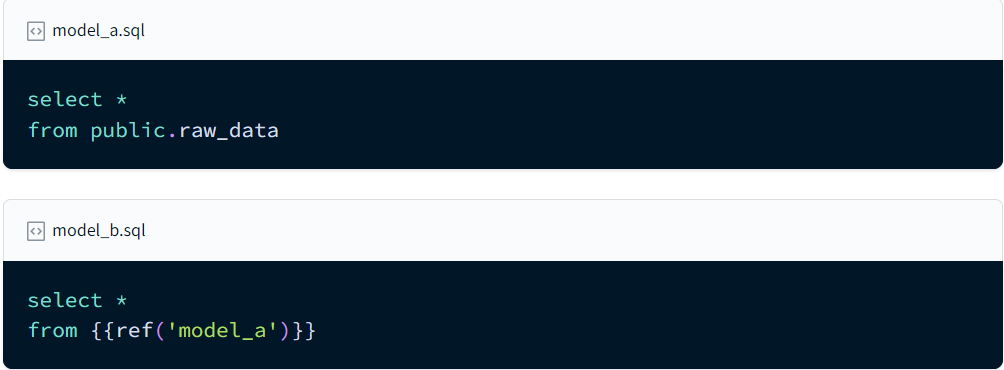 model_a.sql
select *
from public.raw_data
model_b.sql
select *
from {{ref('model_a')}}